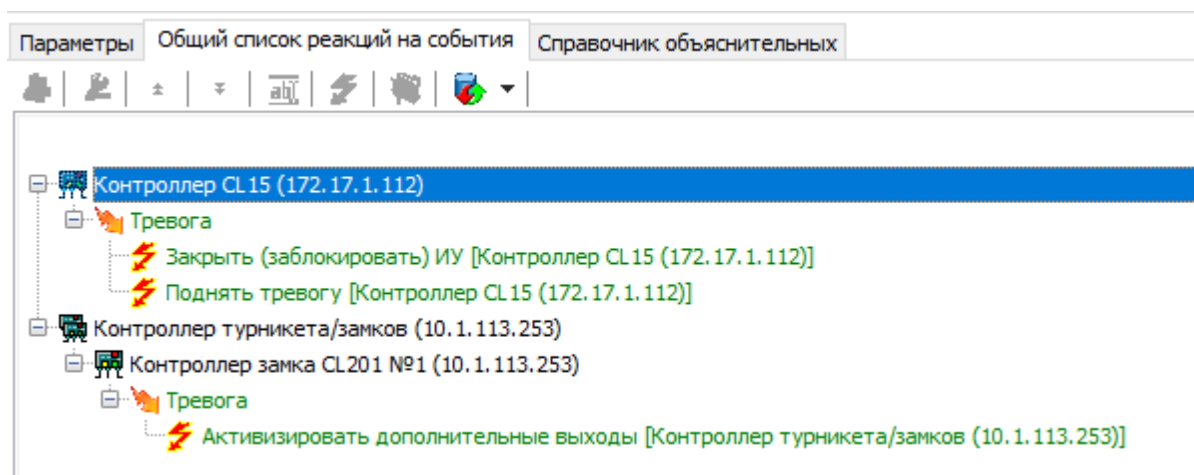 Параметры Общий список реакций на события Справочник объяснительных
ab
Контроллер CL15 (172.17.1.112)
Тревога
Закрыть (заблокировать) ИУ [Контроллер CL15 (172.17.1.112)]
Поднять тревогу [Контроллер CL15 (172.17.1.112)]
Контроллер турникета/замков (10.1.113.253)
Контроллер замка CL201 №1 (10.1.113.253)
Тревога
Активизировать дополнительные выходы [Контроллер турникета/замков (10.1.113.253)]